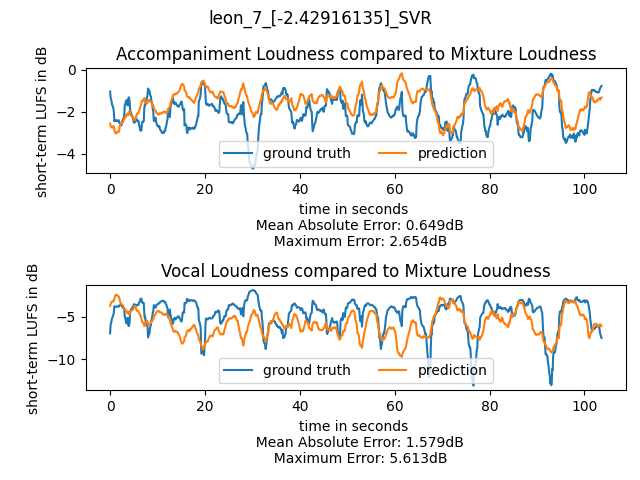 leon_7_[-2.42916135]_SVR
Accompaniment Loudness compared to Mixture Loudness
short-term LUFS in dB
0
−2
−4
ground truth
prediction
0 20 40 60 80 100
time in seconds
Mean Absolute Error: 0.649dB
Maximum Error: 2.654dB
Vocal Loudness compared to Mixture Loudness
short-term LUFS in dB
−5
−10
ground truth
prediction
0 20 40 60 80 100
time in seconds
Mean Absolute Error: 1.579dB
Maximum Error: 5.613dB